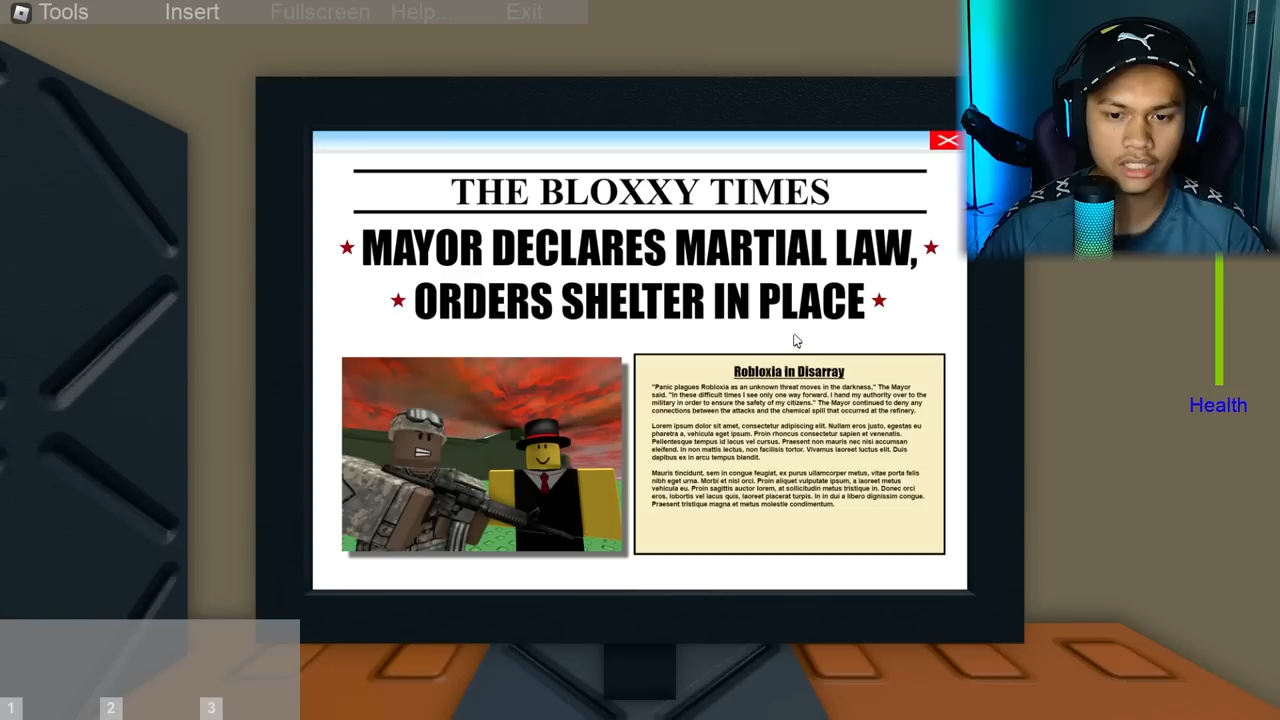 Tools Insert Fullscreen Help... Exit
THE BLOXXY TIMES
MAYOR DECLARES MARTIAL LAW,
ORDERS SHELTER IN PLACE
Robloxia in Disarray
"Panic plagues Robloxia as an unknown threat moves in the darkness," The Mayor
said. "In these difficult times I see only one way forward. I hand my authority over to the
military in order to ensure the safety of my citizens." The Mayor continued to deny any
connections between the attacks and the chemical spill that occurred at the refinery.
Lorem ipsum dolor sit amet, consectetur adipiscing elit. Nullam eros justo, egestas eu
pharetra a, vehicula eget ipsum. Proin rhoncus consectetur sapien et venenatis.
Pellentesque tempus id lacus vel cursus. Praesent non mauris nec nisi accumsan
eleifend. In non mattis lectus, non facilisis tortor. Vivamus laoreet luctus elit. Duis
dapibus ex in arcu tempus blandit.
Mauris tincidunt, sem in congue feugiat, ex purus ullamcorper metus, vitae porta felis
nibh eget urna. Morbi et nisl orci. Proin aliquet vulputate ipsum, a laoreet metus
vehicula eu. Proin sagittis auctor lorem, at sollicitudin metus tristique in. Donec orci
eros, lobortis vel lacus quis, laoreet placerat turpis. In in dui a libero dignissim congue.
Praesent tristique magna et metus molestie condimentum.
Health
1 2 3